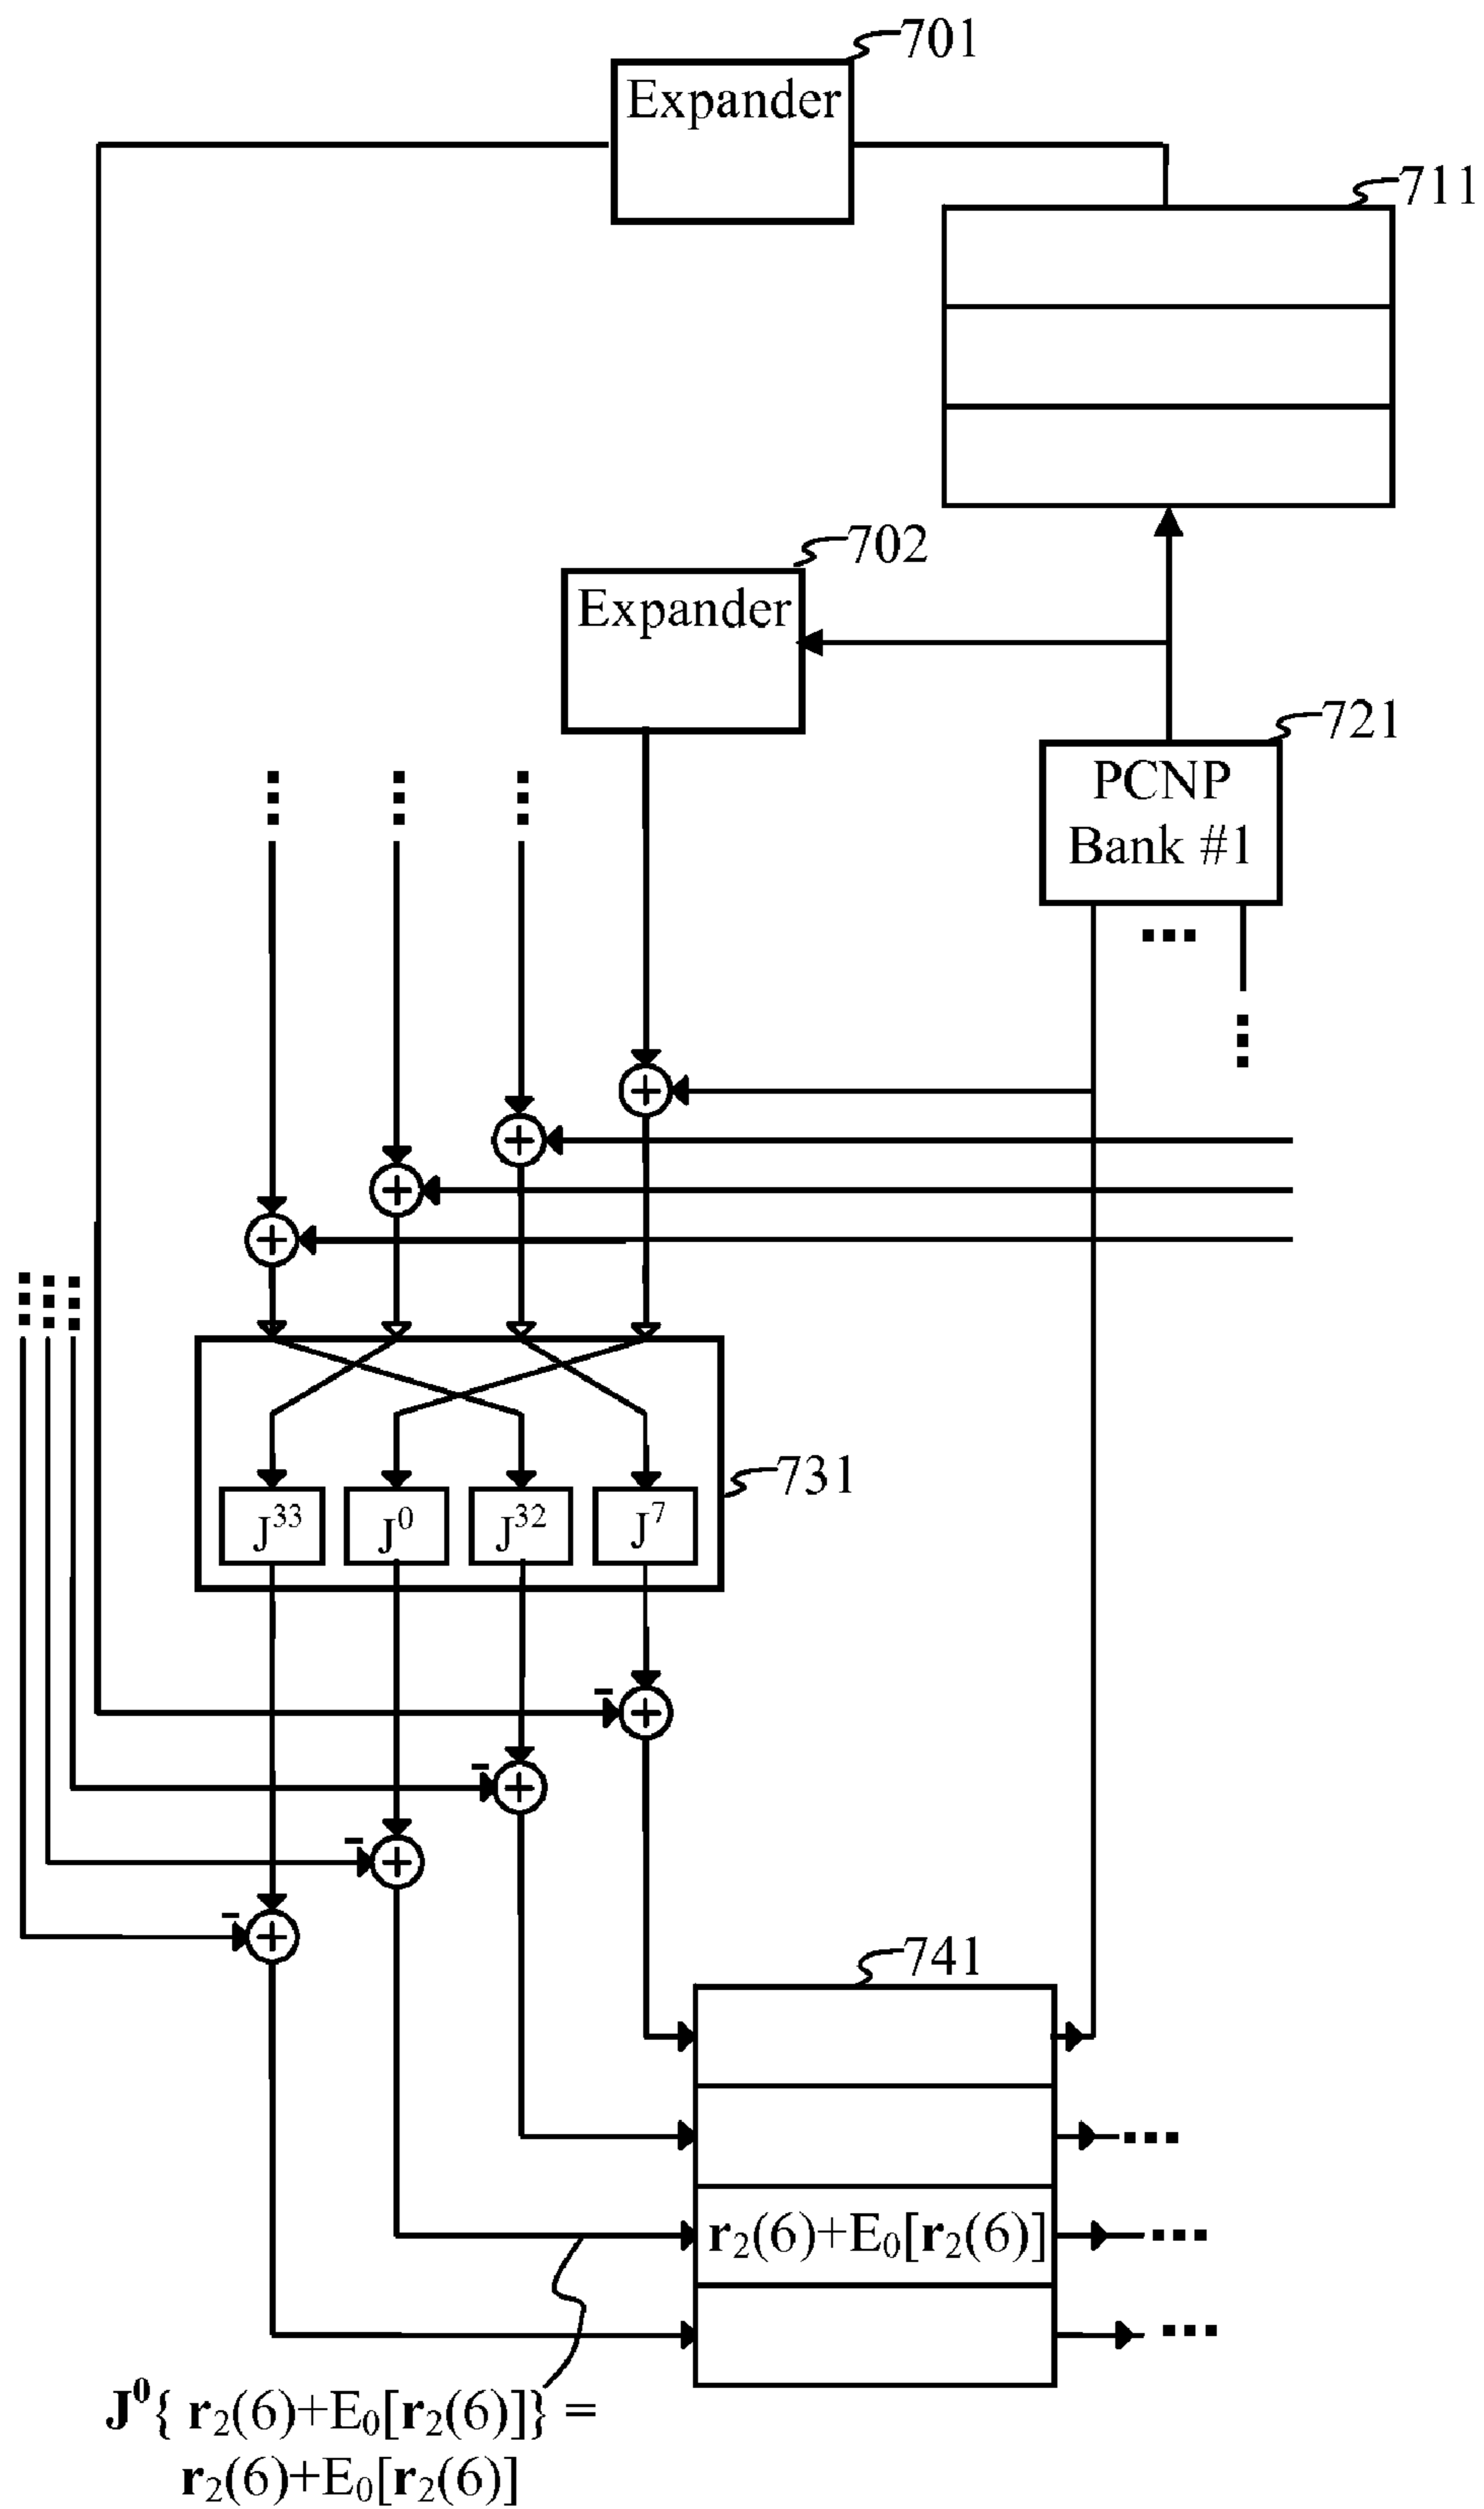 701
Expander
711
702
Expander
721
PCNP
Bank #1
731
J³³
J⁰
J³²
J⁷
-
-
-
-
741
r₂(6)+E₀[r₂(6)]
J⁰{ r₂(6)+E₀[r₂(6)]} =
r₂(6)+E₀[r₂(6)]